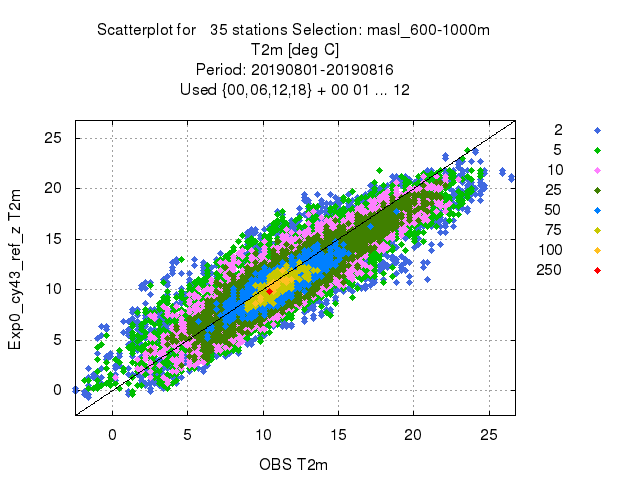 Scatterplot for 35 stations Selection: masl_600-1000m
T2m [deg C]
Period: 20190801-20190816
Used {00,06,12,18} + 00 01 ... 12
2
5
10
25
50
75
100
250
25
20
15
10
5
0
Exp0_cy43_ref_z T2m
0 5 10 15 20 25
OBS T2m